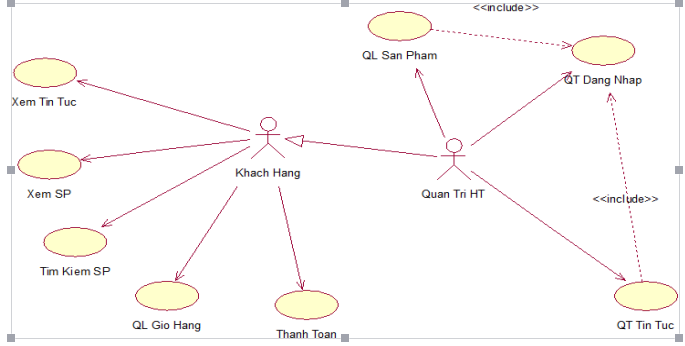 <<include>>
QL San Pham
QT Dang Nhap
Xem Tin Tuc
Khach Hang
Quan Tri HT
Xem SP
<<include>>
Tim Kiem SP
QL Gio Hang
Thanh Toan
QT Tin Tuc